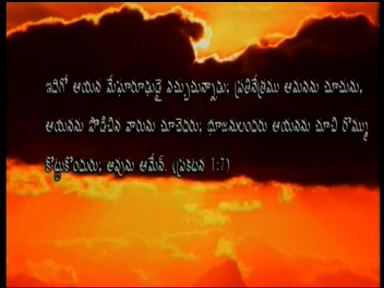 ఇదిగో ఆయన మేఘారూఢుడై వచ్చుచున్నాడు; ప్రతినేత్రము ఆయనను చూచును,
ఆయనను పొడిచిన వారును చూచెదరు; భూజనులందరు ఆయనను చూచి రొమ్ము
కొట్టుకొందురు; అవును ఆమేన్. (ప్రకటన 1:7)